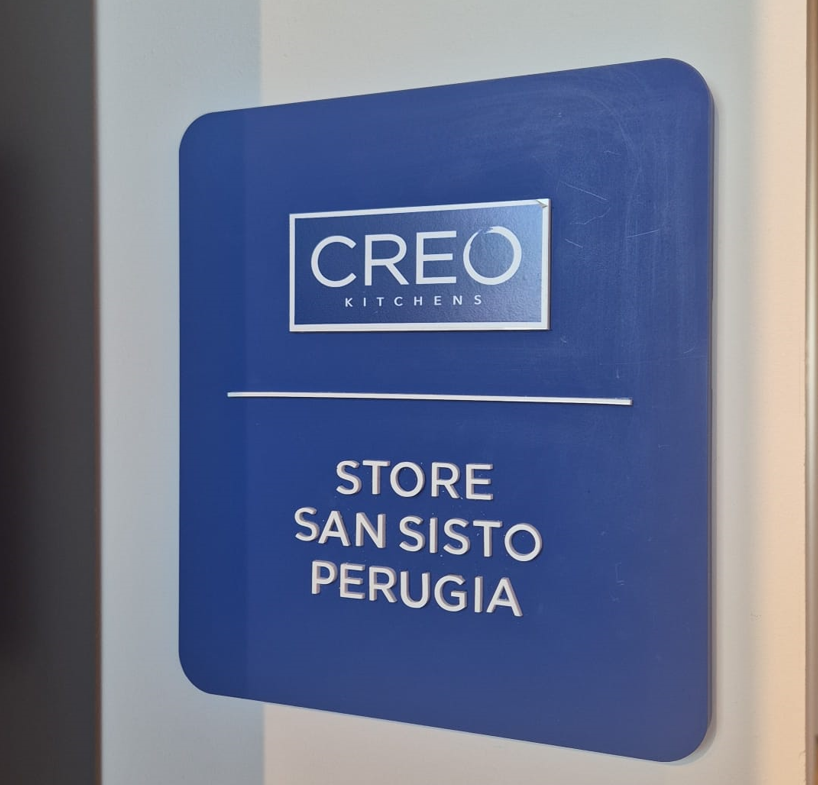 CREO
KITCHENS
STORE
SAN SISTO
PERUGIA